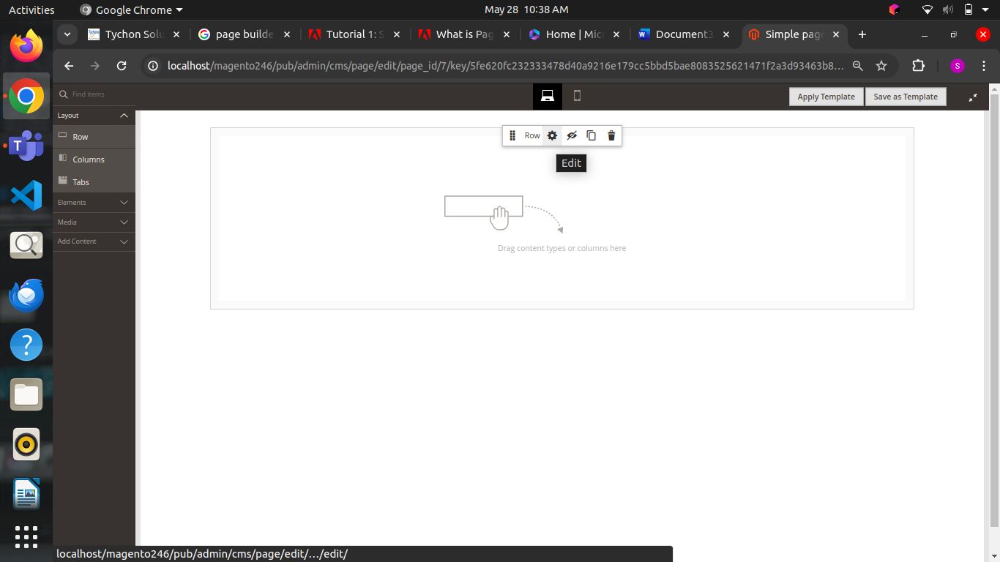 Activities
Google Chrome
May 28 10:38 AM
Tychon Solu
page builde
Tutorial 1: S
What is Pag
Home | Micr
Document3
Simple page
localhost/magento246/pub/admin/cms/page/edit/page_id/7/key/5fe620fc232333478d40a9216e179cc5bbd5bae8083525621471f2a3d93463b8...
S
Find items
Apply Template
Save as Template
Layout
Row
Columns
Tabs
Elements
Media
Add Content
Row
Edit
Drag content types or columns here
localhost/magento246/pub/admin/cms/page/edit/.../edit/